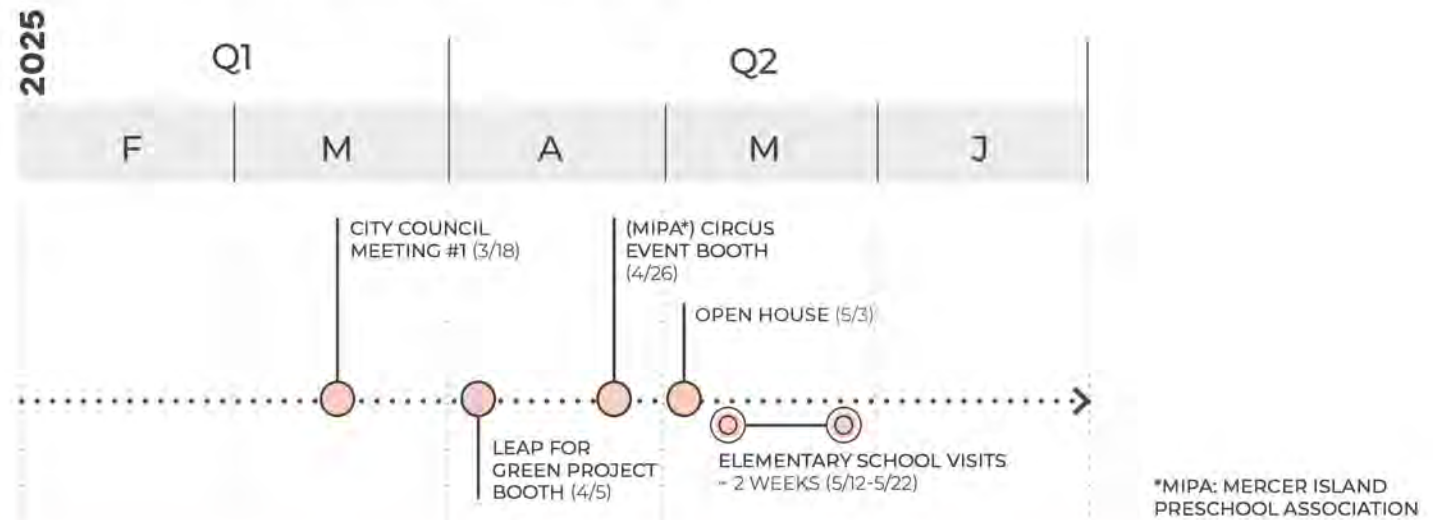 2025
Q1
Q2
F
M
A
M
J
CITY COUNCIL
MEETING #1 (3/18)
(MIPA*) CIRCUS
EVENT BOOTH
(4/26)
OPEN HOUSE (5/3)
LEAP FOR
GREEN PROJECT
BOOTH (4/5)
ELEMENTARY SCHOOL VISITS
~ 2 WEEKS (5/12-5/22)
*MIPA: MERCER ISLAND
PRESCHOOL ASSOCIATION